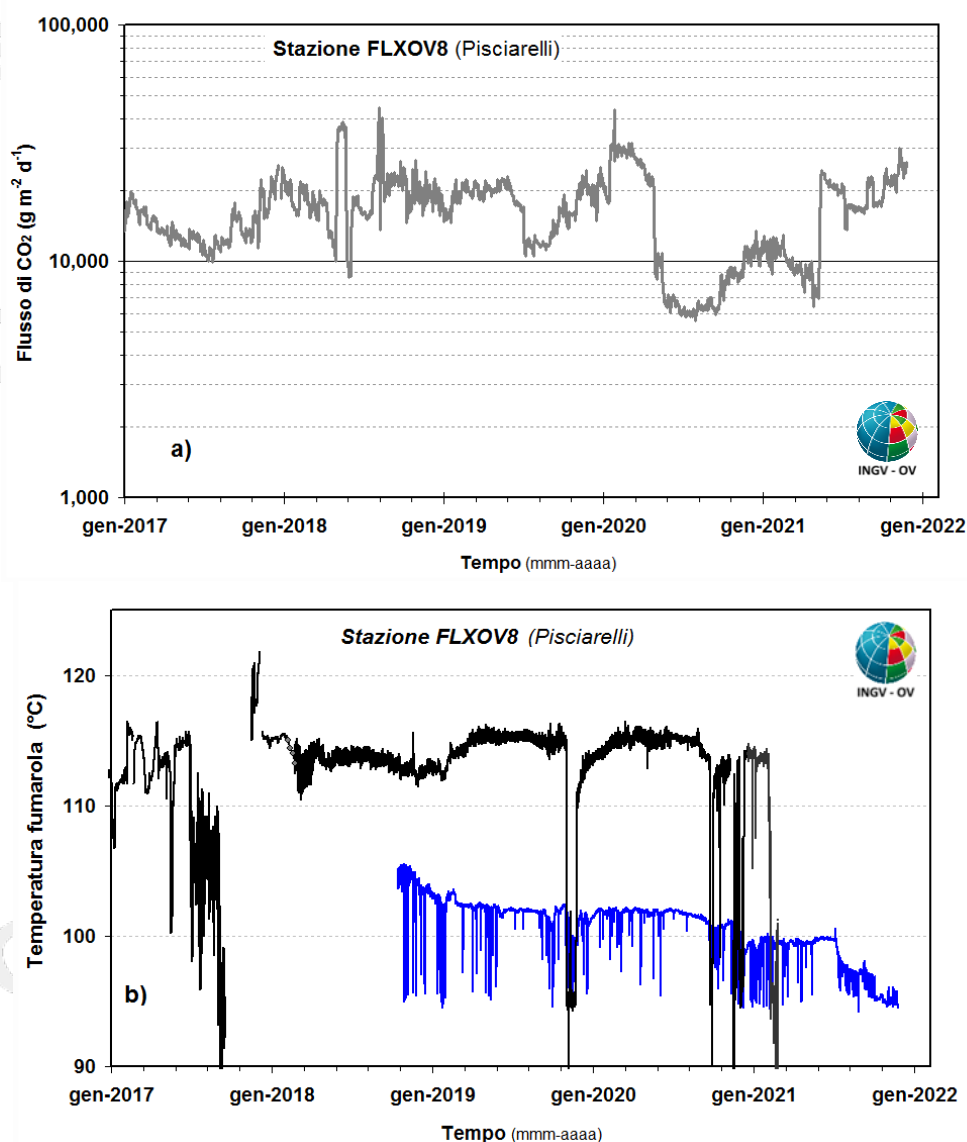 100,000
Stazione FLXOV8 (Pisciarelli)
Flusso di CO2 (g m-2 d-1)
10,000
a)
INGV - OV
1,000
gen-2017 gen-2018 gen-2019 gen-2020 gen-2021 gen-2022
Tempo (mmm-aaaa)
Stazione FLXOV8 (Pisciarelli)
INGV - OV
120
Temperatura fumarola (°C)
110
100
b)
90
gen-2017 gen-2018 gen-2019 gen-2020 gen-2021 gen-2022
Tempo (mmm-aaaa)